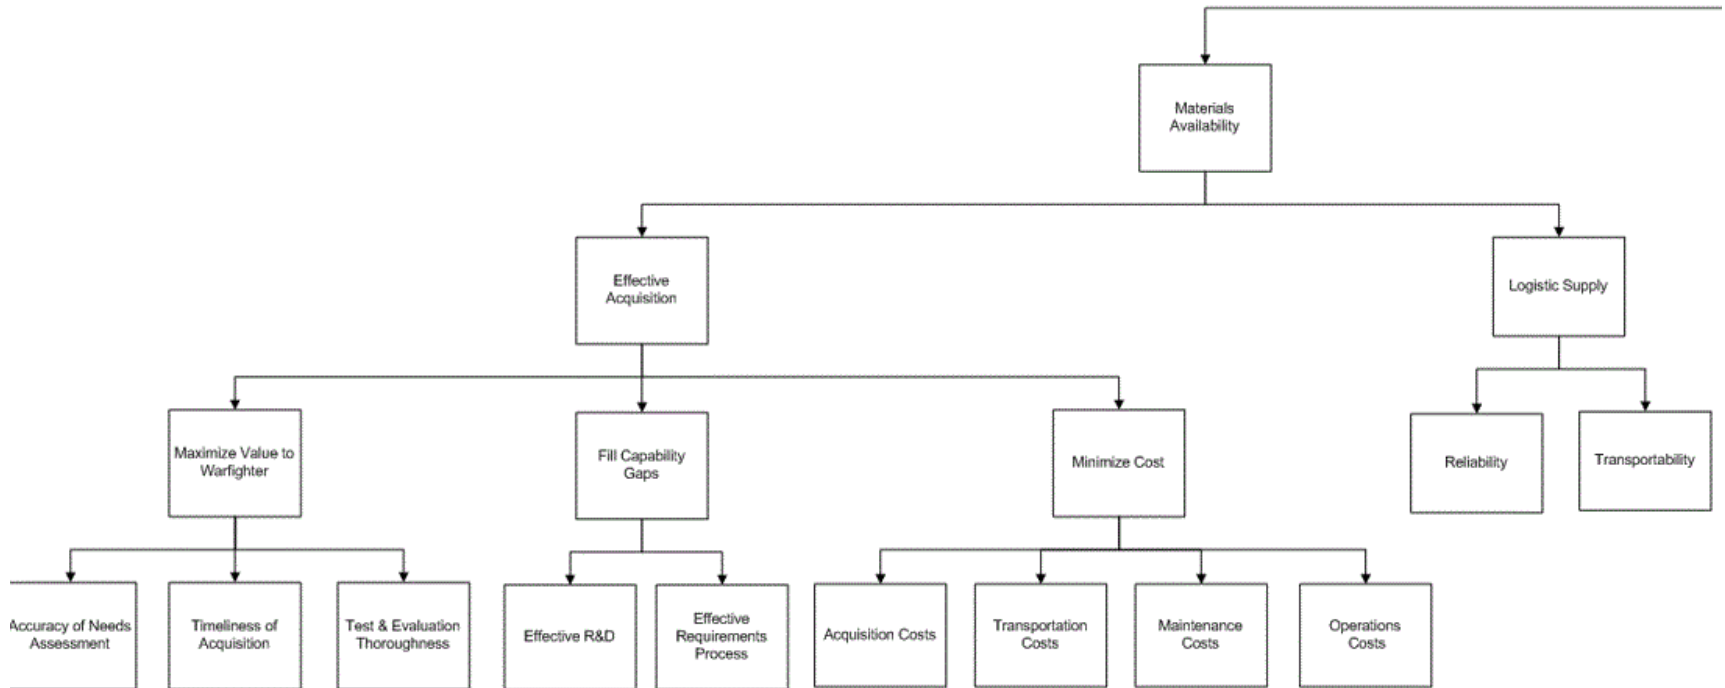 Materials
Availability
Effective
Acquisition
Logistic Supply
Maximize Value to
Warfighter
Fill Capability
Gaps
Minimize Cost
Reliability
Transportability
Accuracy of Needs
Assessment
Timeliness of
Acquisition
Test & Evaluation
Thoroughness
Effective R&D
Effective
Requirements
Process
Acquisition Costs
Transportation
Costs
Maintenance
Costs
Operations
Costs